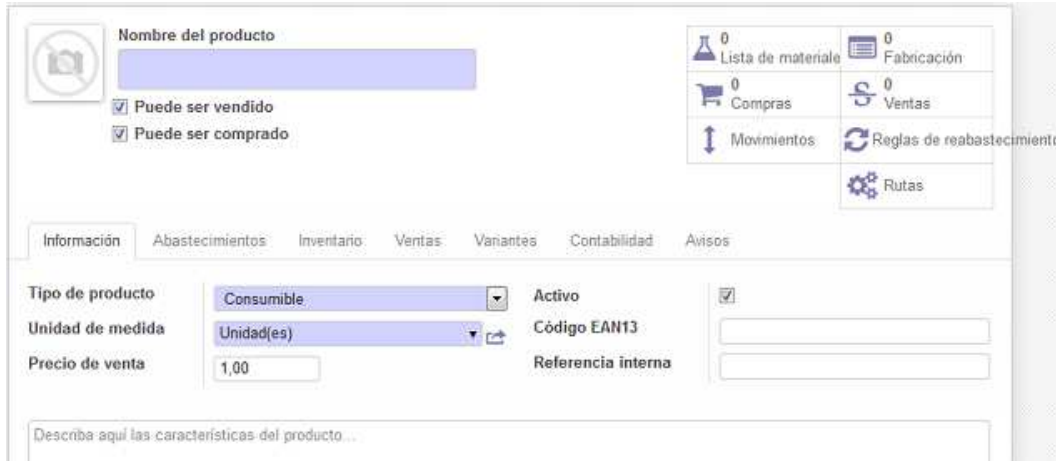 Nombre del producto
Puede ser vendido
Puede ser comprado
0 Lista de materiale
0 Fabricación
0 Compras
0 Ventas
Movimientos
Reglas de reabastecimiento
Rutas
Información Abastecimientos Inventario Ventas Variantes Contabilidad Avisos
Tipo de producto Consumible Activo
Unidad de medida Unidad(es) Código EAN13
Precio de venta 1,00 Referencia interna
Describa aquí las características del producto...